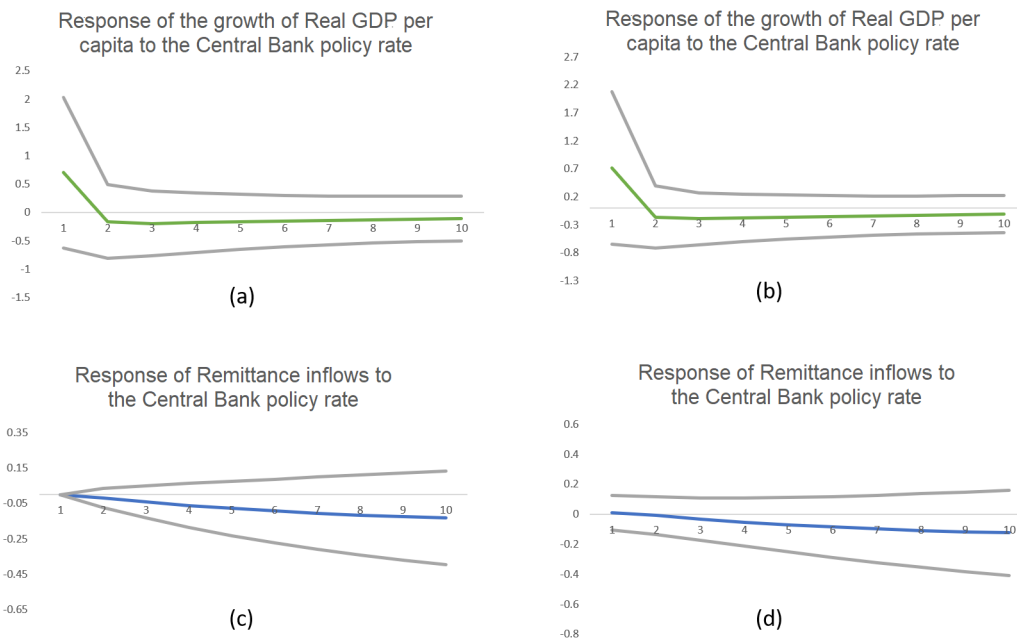 Response of the growth of Real GDP per
capita to the Central Bank policy rate
2.5
2
1.5
1
0.5
0
-0.5
-1
-1.5
1 2 3 4 5 6 7 8 9 10
(a)
Response of the growth of Real GDP per
capita to the Central Bank policy rate
2.7
2.2
1.7
1.2
0.7
0.2
-0.3
-0.8
-1.3
1 2 3 4 5 6 7 8 9 10
(b)
Response of Remittance inflows to
the Central Bank policy rate
0.35
0.15
-0.05
-0.25
-0.45
-0.65
1 2 3 4 5 6 7 8 9 10
(c)
Response of Remittance inflows to
the Central Bank policy rate
0.6
0.4
0.2
0
-0.2
-0.4
-0.6
-0.8
1 2 3 4 5 6 7 8 9 10
(d)